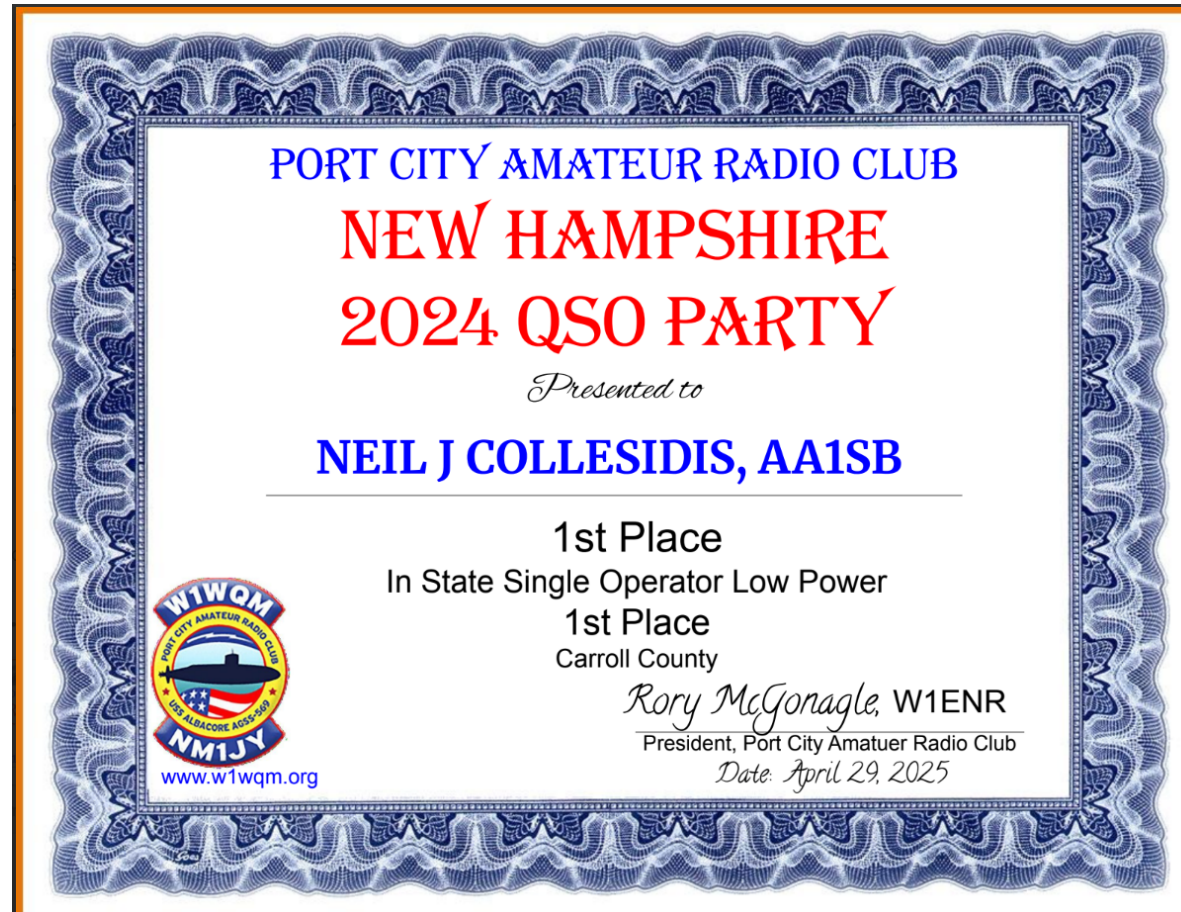 PORT CITY AMATEUR RADIO CLUB
NEW HAMPSHIRE
2024 QSO PARTY
Presented to
NEIL J COLLESIDIS, AA1SB
1st Place
In State Single Operator Low Power
1st Place
Carroll County
Rory McGonagle, W1ENR
President, Port City Amatuer Radio Club
Date: April 29, 2025
W1WQM
PORT CITY AMATEUR RADIO CLUB
USS ALBACORE AGSS-569
NM1JY
www.w1wqm.org
Goes